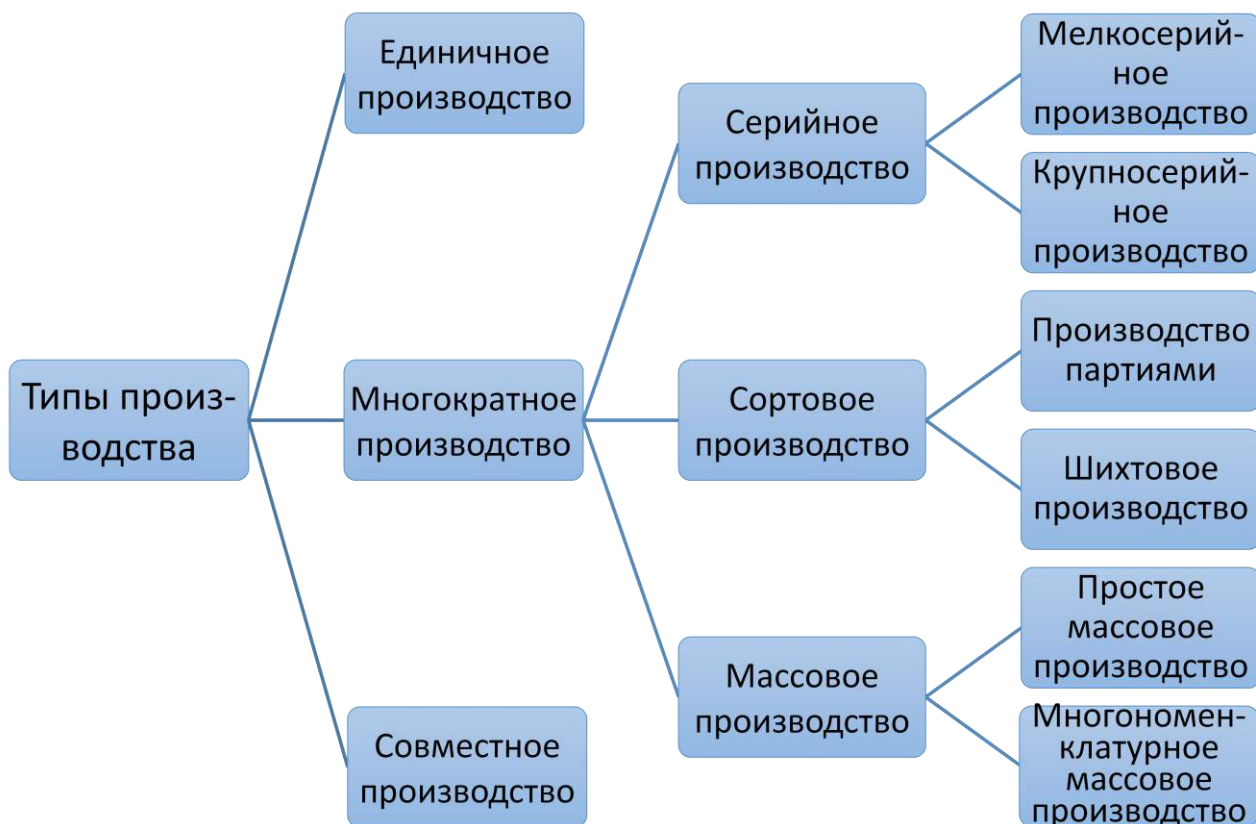 Типы произ-
водства
Единичное
производство
Многократное
производство
Совместное
производство
Серийное
производство
Сортовое
производство
Массовое
производство
Мелкосерий-
ное
производство
Крупносерий-
ное
производство
Производство
партиями
Шихтовое
производство
Простое
массовое
производство
Многономен-
клатурное
массовое
производство